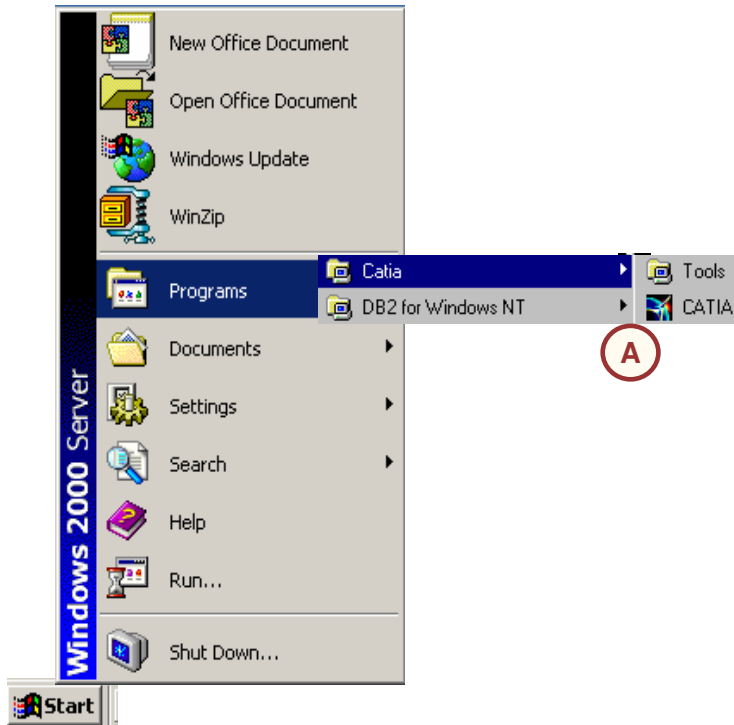 New Office Document
Open Office Document
Windows Update
WinZip
Programs
Catia
Tools
DB2 for Windows NT
CATIA
A
Documents
Settings
Search
Help
Run...
Shut Down...
Windows 2000 Server
Start